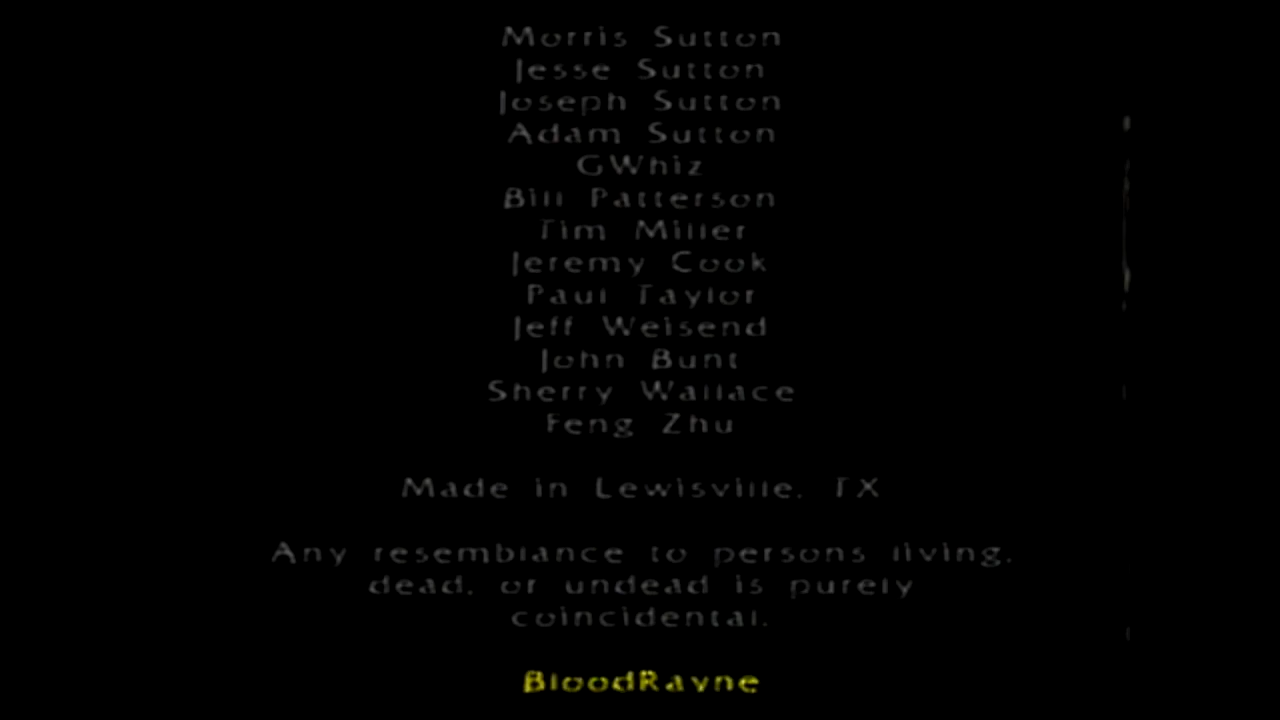 Morris Sutton
Jesse Sutton
Joseph Sutton
Adam Sutton
GWhiz
Bill Patterson
Tim Miller
Jeremy Cook
Paul Taylor
Jeff Weisend
John Bunt
Sherry Wallace
Feng Zhu
Made in Lewisville, TX
Any resemblance to persons living,
dead, or undead is purely
coincidental.
BloodRayne